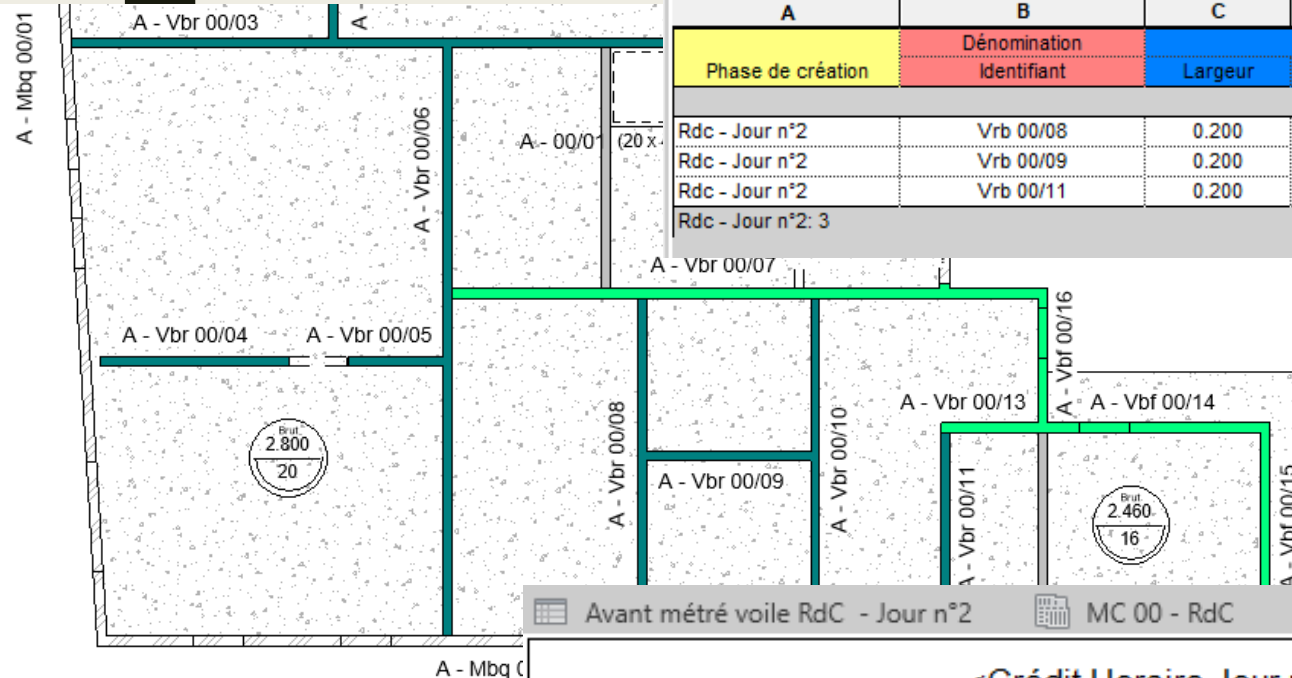 A - Mbq 00/01
A - Vbr 00/03
A -
A - Vbr 00/06
A - 00/01
(20 x
A - Vbr 00/07
A - Vbr 00/04
A - Vbr 00/05
Brut.
2.800
20
A - Vbr 00/08
A - Vbr 00/09
A - Vbr 00/10
A - Vbr 00/13
A - Vbf 00/16
A - Vbf 00/14
A - Vbr 00/11
Brut.
2.460
16
A - Vbf 00/15
A - Mbq
A B C
Phase de création
Dénomination
Identifiant
Largeur
Rdc - Jour n°2 Vrb 00/08 0.200
Rdc - Jour n°2 Vrb 00/09 0.200
Rdc - Jour n°2 Vrb 00/11 0.200
Rdc - Jour n°2: 3
Avant métré voile RdC - Jour n°2 MC 00 - RdC
<Crédit Horaire Jour